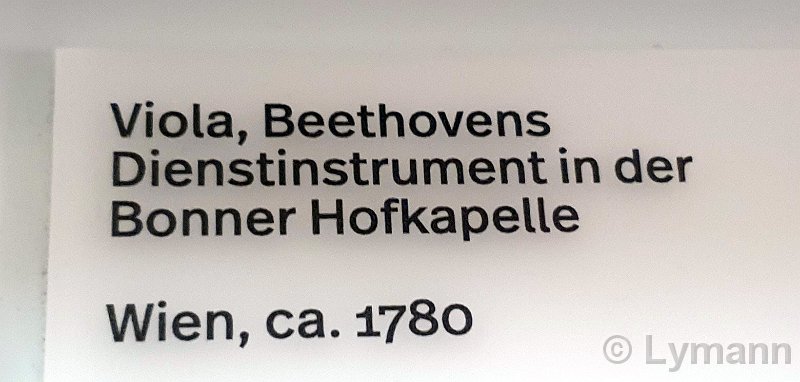 Viola, Beethovens
Dienstinstrument in der
Bonner Hofkapelle
Wien, ca. 1780
© Lymann